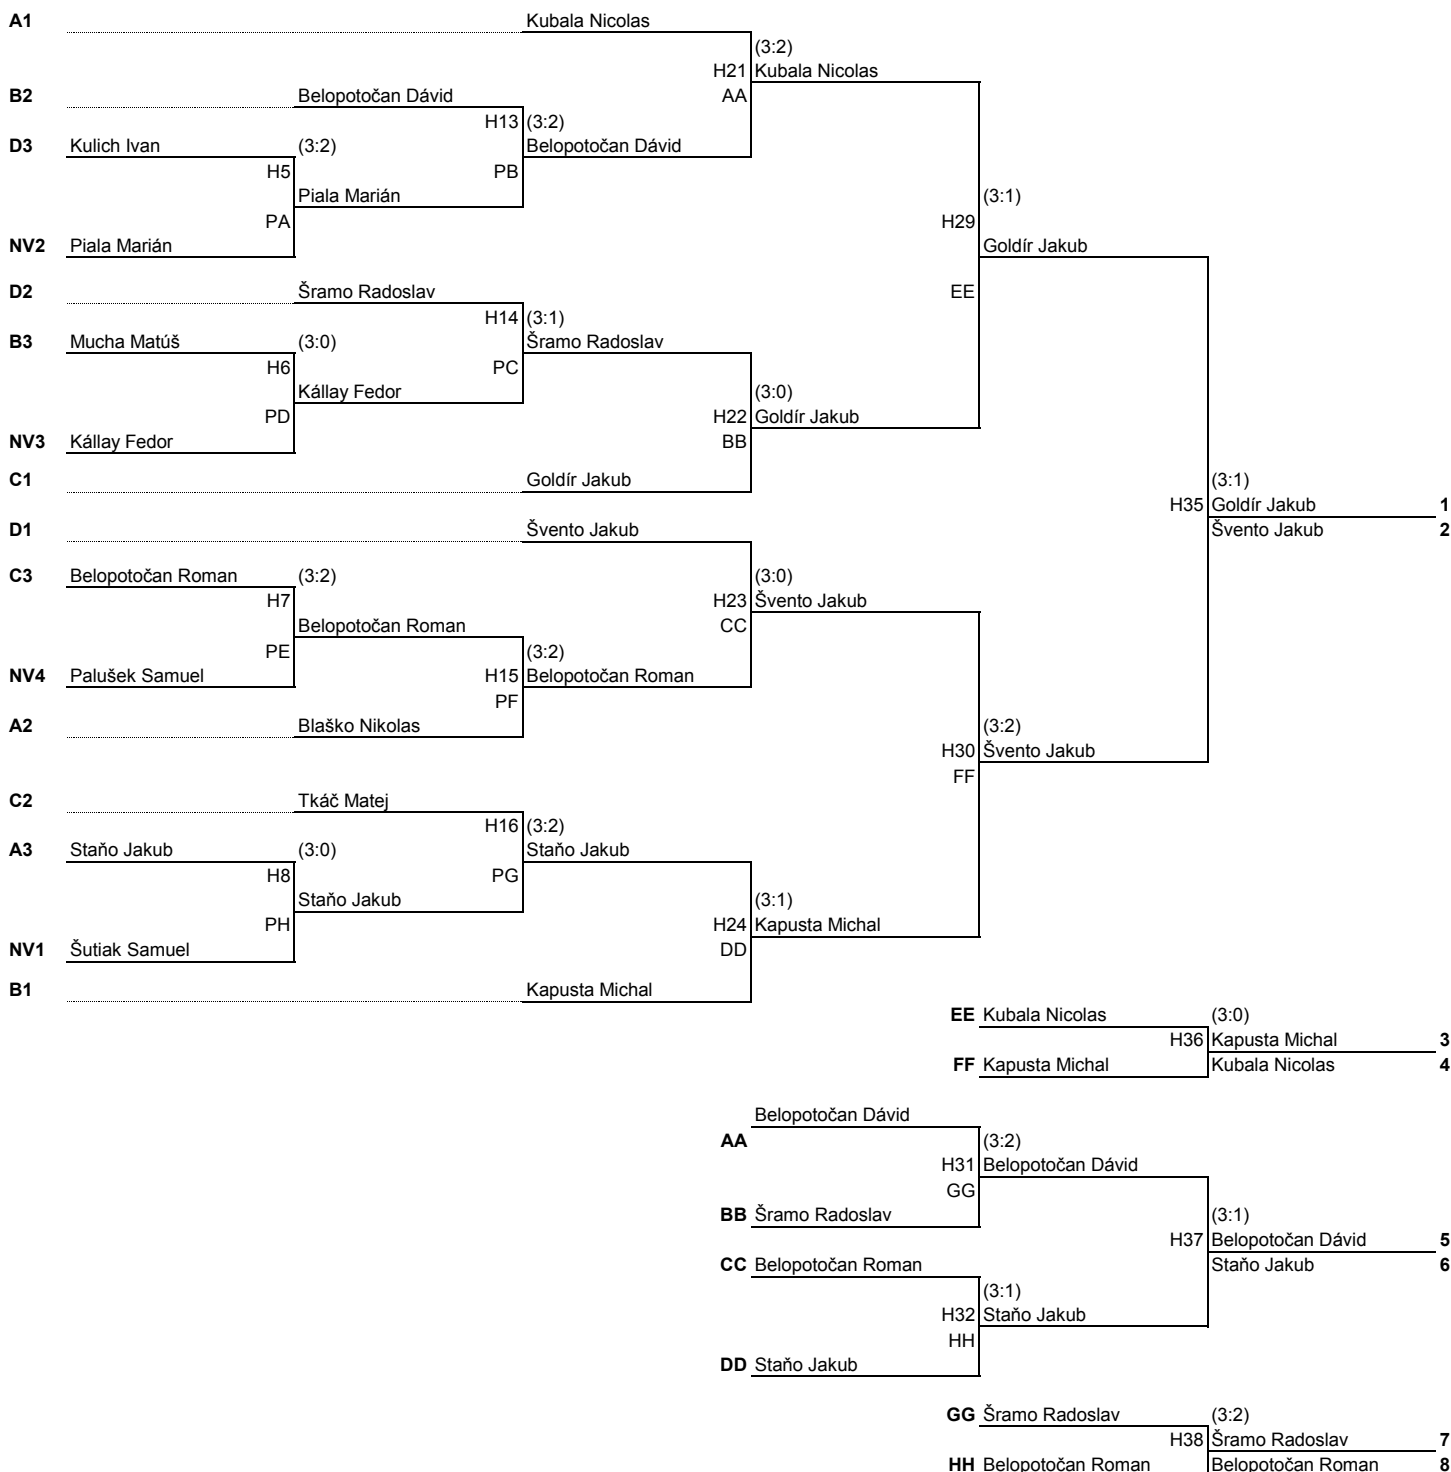 A1 Kubala Nicolas
(3:2)
H21 Kubala Nicolas
B2 Belopotočan Dávid AA
H13 (3:2)
D3 Kulich Ivan (3:2) Belopotočan Dávid
H5 PB
Piala Marián (3:1)
PA H29
NV2 Piala Marián Goldír Jakub
D2 Šramo Radoslav EE
H14 (3:1)
B3 Mucha Matúš (3:0) Šramo Radoslav
H6 PC
Kállay Fedor (3:0)
PD H22 Goldír Jakub
NV3 Kállay Fedor BB
C1 Goldír Jakub (3:1)
H35 Goldír Jakub 1
D1 Švento Jakub Švento Jakub 2
C3 Belopotočan Roman (3:2) (3:0)
H7 H23 Švento Jakub
Belopotočan Roman CC
PE (3:2)
NV4 Palušek Samuel H15 Belopotočan Roman
PF
A2 Blaško Nikolas (3:2)
H30 Švento Jakub
FF
C2 Tkáč Matej
H16 (3:2)
A3 Staňo Jakub (3:0) Staňo Jakub
H8 PG
Staňo Jakub (3:1)
PH H24 Kapusta Michal
NV1 Šutiak Samuel DD
B1 Kapusta Michal
EE Kubala Nicolas (3:0)
H36 Kapusta Michal 3
FF Kapusta Michal Kubala Nicolas 4
Belopotočan Dávid
AA (3:2)
H31 Belopotočan Dávid
GG
BB Šramo Radoslav (3:1)
H37 Belopotočan Dávid 5
CC Belopotočan Roman Staňo Jakub 6
(3:1)
H32 Staňo Jakub
HH
DD Staňo Jakub
GG Šramo Radoslav (3:2)
H38 Šramo Radoslav 7
HH Belopotočan Roman Belopotočan Roman 8